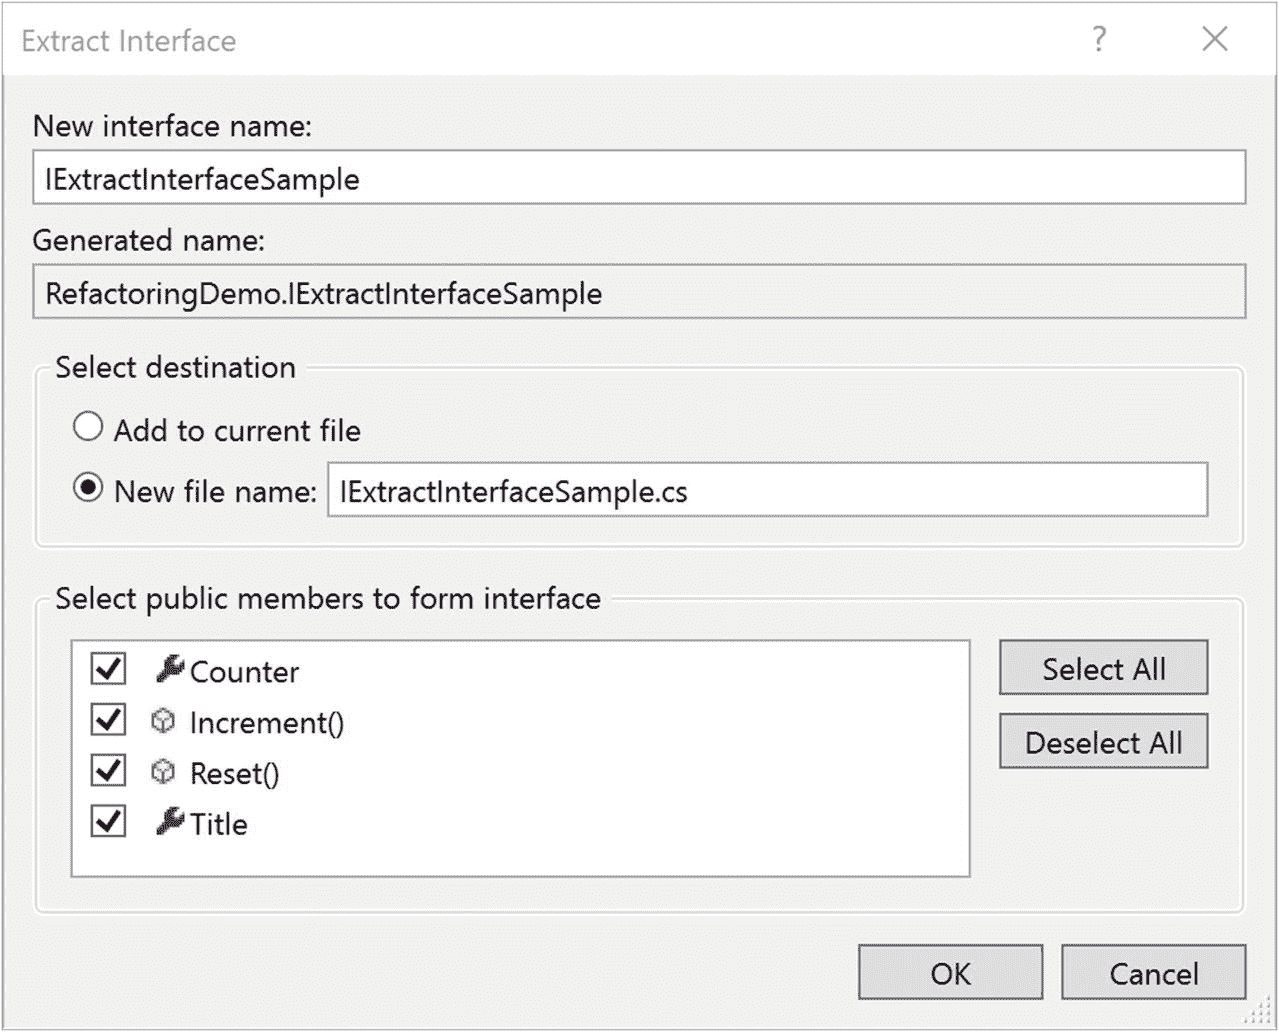 Extract Interface ?
New interface name:
IExtractInterfaceSample
Generated name:
RefactoringDemo.IExtractInterfaceSample
Select destination
Add to current file
New file name: IExtractInterfaceSample.cs
Select public members to form interface
Counter
Increment()
Reset()
Title
Select All
Deselect All
OK Cancel